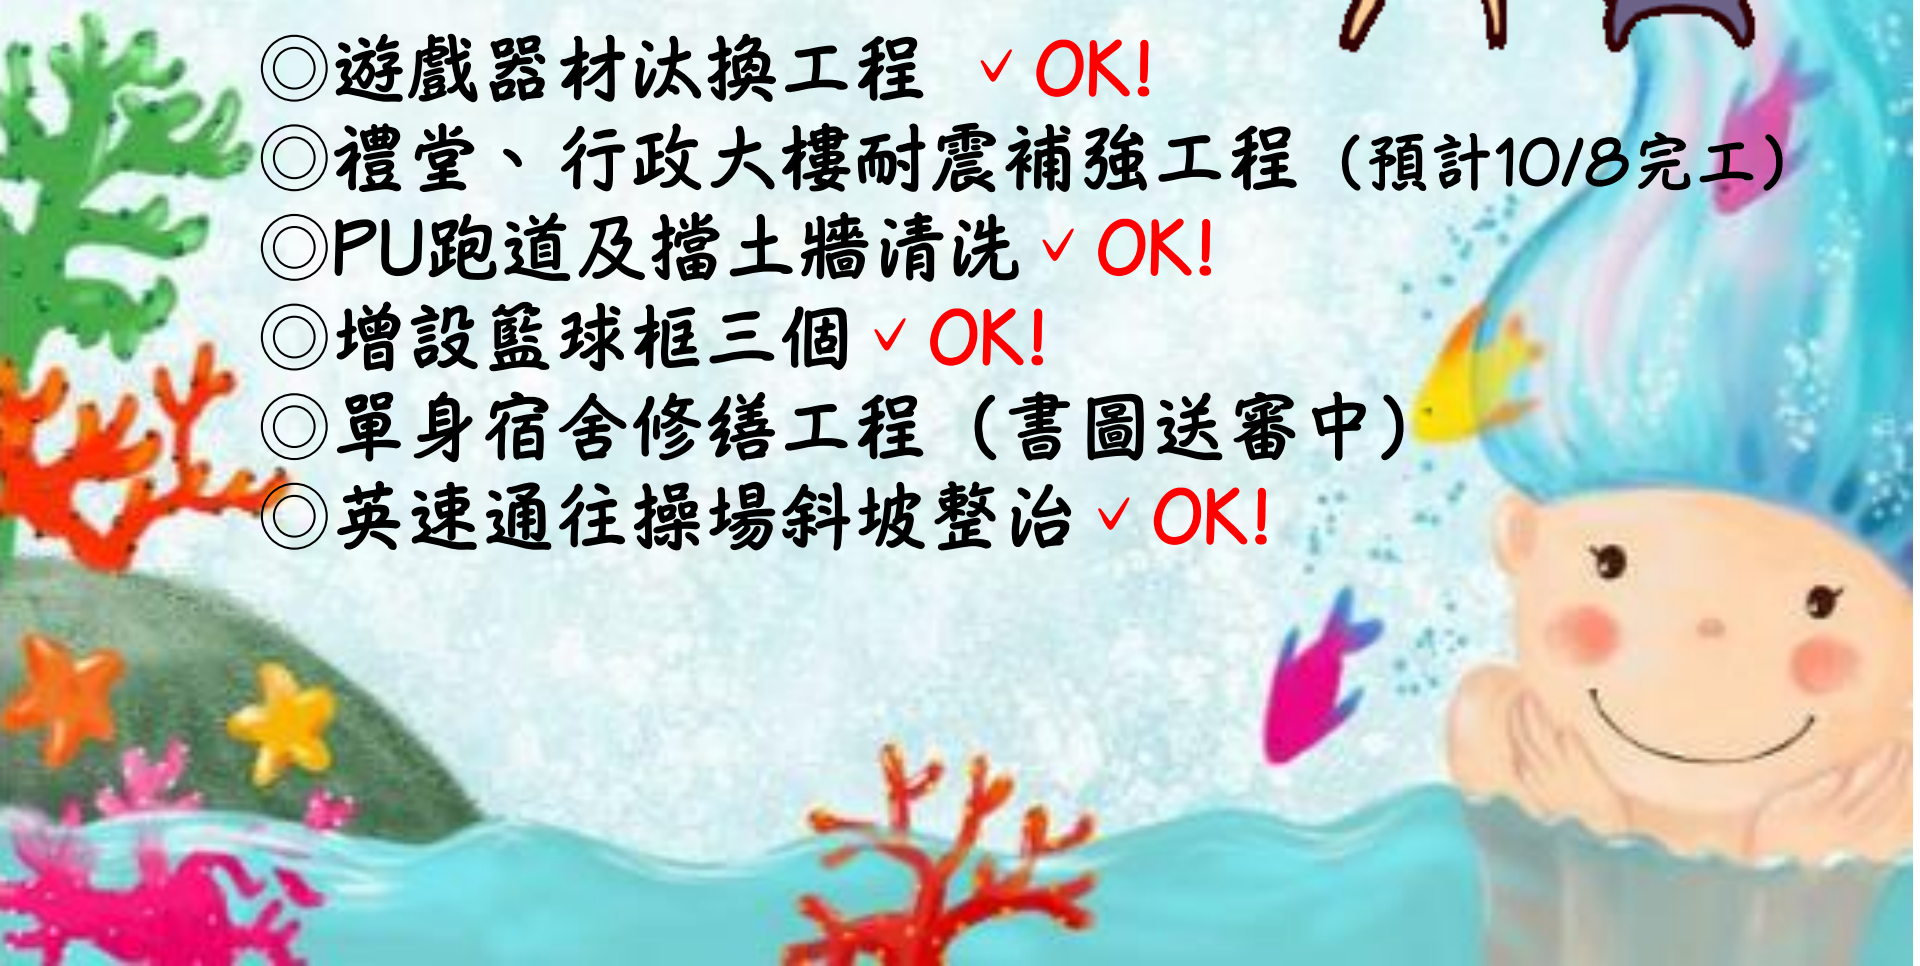 ◎遊戲器材汰換工程 ✓OK!
◎禮堂、行政大樓耐震補強工程（預計10/8完工）
◎PU跑道及擋土牆清洗✓OK!
◎增設籃球框三個✓OK!
◎單身宿舍修繕工程（書圖送審中）
◎英速通往操場斜坡整治✓OK!